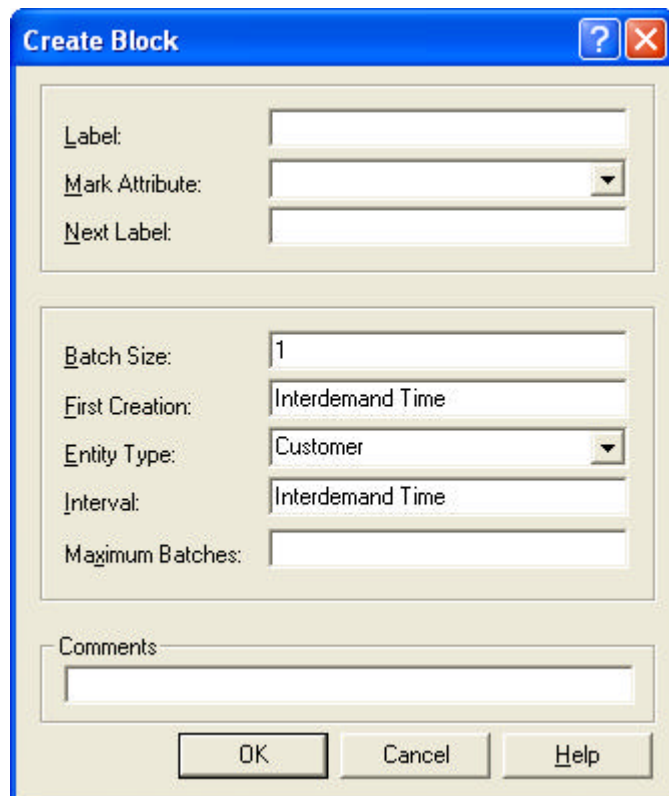 Create Block
?
Label:
Mark Attribute:
Next Label:
Batch Size: 1
First Creation: Interdemand Time
Entity Type: Customer
Interval: Interdemand Time
Maximum Batches:
Comments
OK Cancel Help